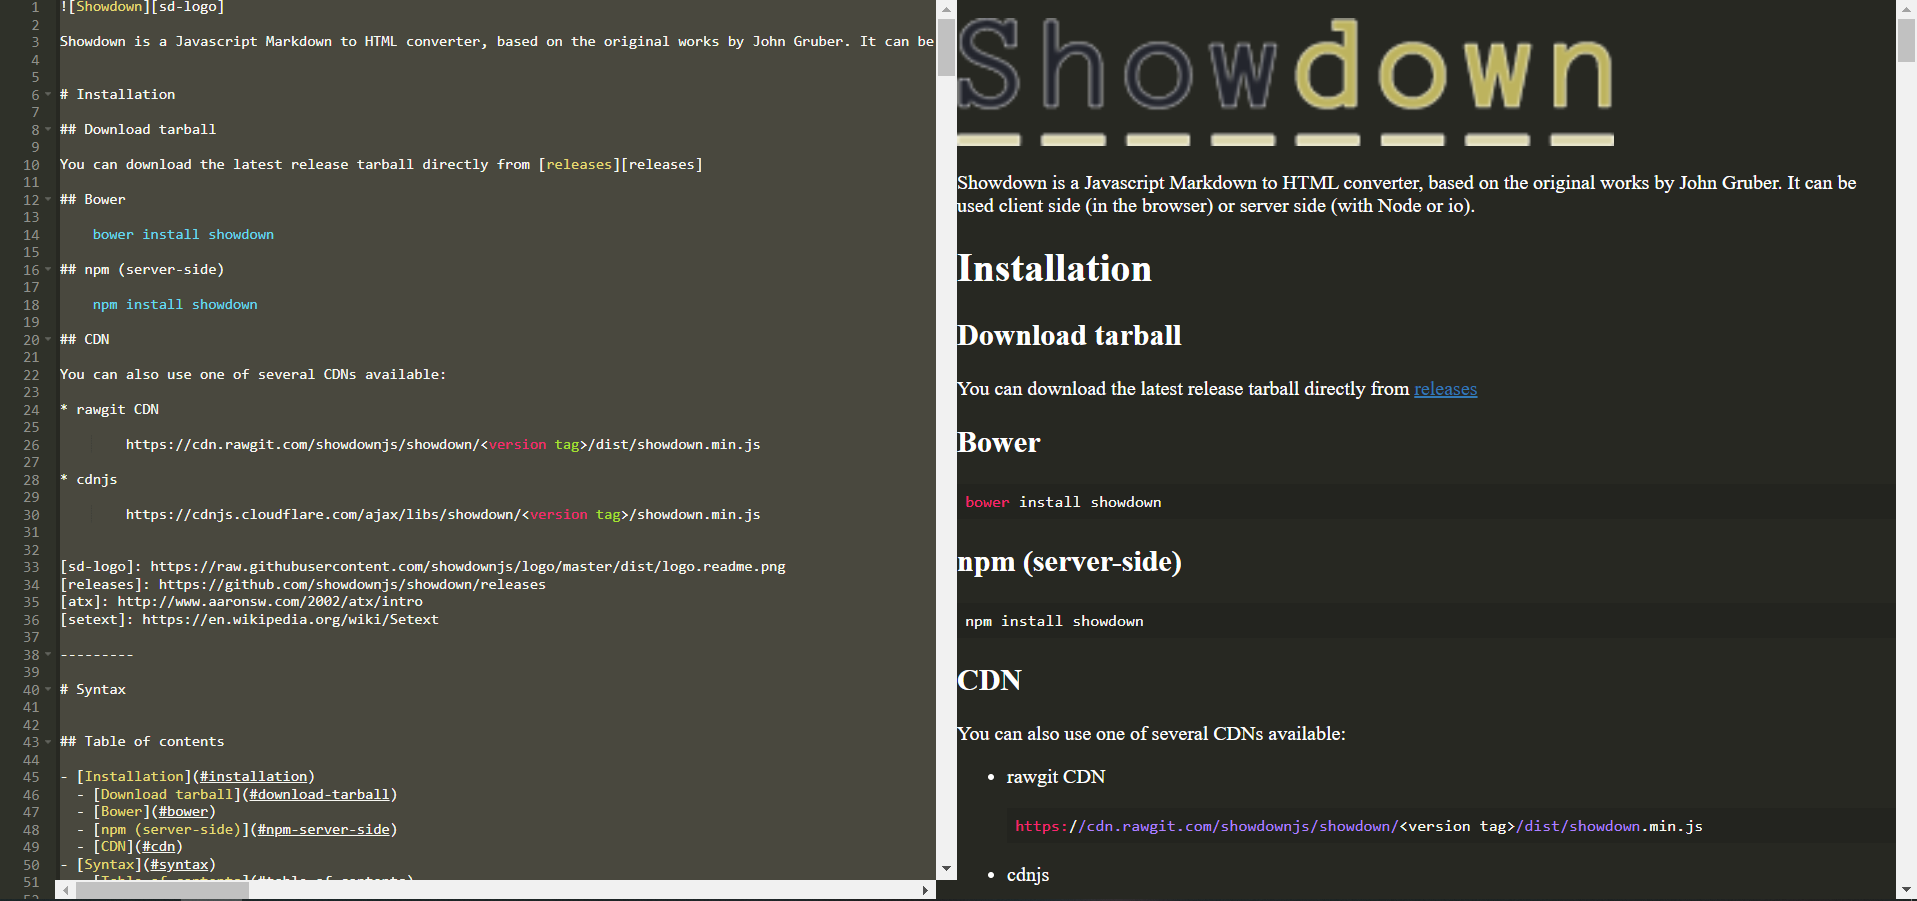 1 ![Showdown][sd-logo]
2
3 Showdown is a Javascript Markdown to HTML converter, based on the original works by John Gruber. It can be
4
5
6 # Installation
7
8 ## Download tarball
9
10 You can download the latest release tarball directly from [releases][releases]
11
12 ## Bower
13
14     bower install showdown
15
16 ## npm (server-side)
17
18     npm install showdown
19
20 ## CDN
21
22 You can also use one of several CDNs available:
23
24 * rawgit CDN
25
26         https://cdn.rawgit.com/showdownjs/showdown/<version tag>/dist/showdown.min.js
27
28 * cdnjs
29
30         https://cdnjs.cloudflare.com/ajax/libs/showdown/<version tag>/showdown.min.js
31
32
33 [sd-logo]: https://raw.githubusercontent.com/showdownjs/logo/master/dist/logo.readme.png
34 [releases]: https://github.com/showdownjs/showdown/releases
35 [atx]: http://www.aaronsw.com/2002/atx/intro
36 [setext]: https://en.wikipedia.org/wiki/Setext
37
38 ---------
39
40 # Syntax
41
42
43 ## Table of contents
44
45 - [Installation](#installation)
46   - [Download tarball](#download-tarball)
47   - [Bower](#bower)
48   - [npm (server-side)](#npm-server-side)
49   - [CDN](#cdn)
50 - [Syntax](#syntax)
51   - [Table of contents](#table-of-contents)
52
Showdown
Showdown is a Javascript Markdown to HTML converter, based on the original works by John Gruber. It can be
used client side (in the browser) or server side (with Node or io).
Installation
Download tarball
You can download the latest release tarball directly from releases
Bower
bower install showdown
npm (server-side)
npm install showdown
CDN
You can also use one of several CDNs available:
• rawgit CDN
https://cdn.rawgit.com/showdownjs/showdown/<version tag>/dist/showdown.min.js
• cdnjs